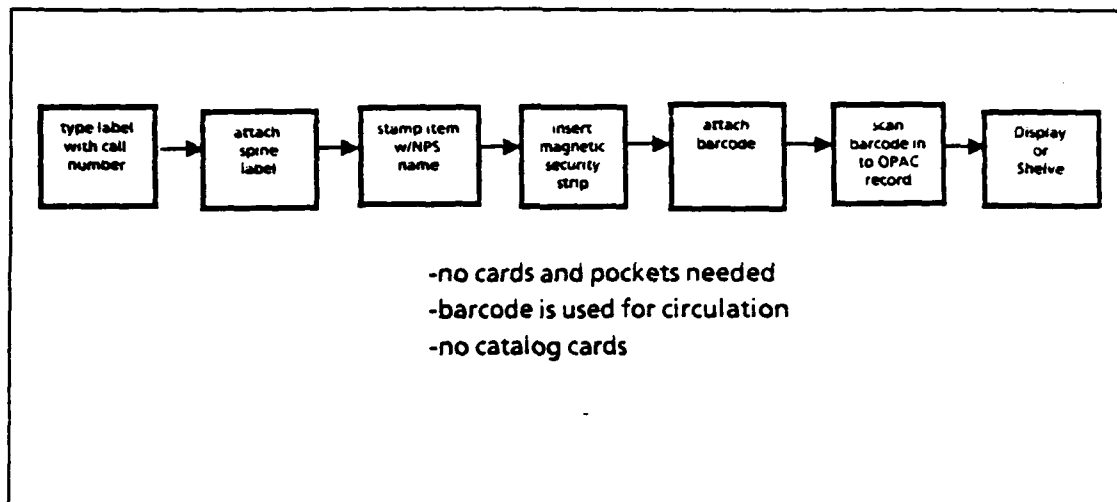 type label
with call
number
attach
spine
label
stamp item
w/NPS
name
insert
magnetic
security
strip
attach
barcode
scan
barcode in
to OPAC
record
Display
or
Shelve
-no cards and pockets needed
-barcode is used for circulation
-no catalog cards